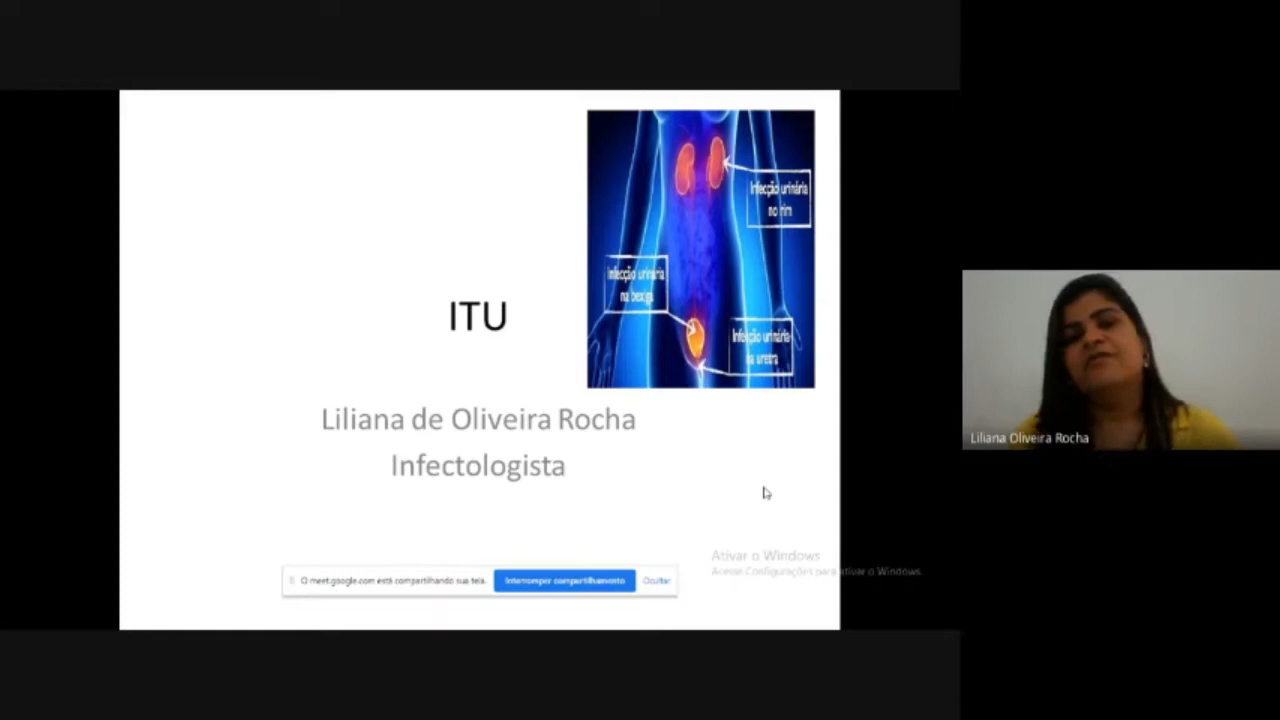 Infecção urinária
no rim
Infecção urinária
na bexiga
Infecção urinária
na uretra
ITU
Liliana de Oliveira Rocha
Infectologista
Liliana Oliveira Rocha
Ativar o Windows
Acesse Configurações para ativar o Windows.
O meet.google.com está compartilhando sua tela.
Interromper compartilhamento
Ocultar